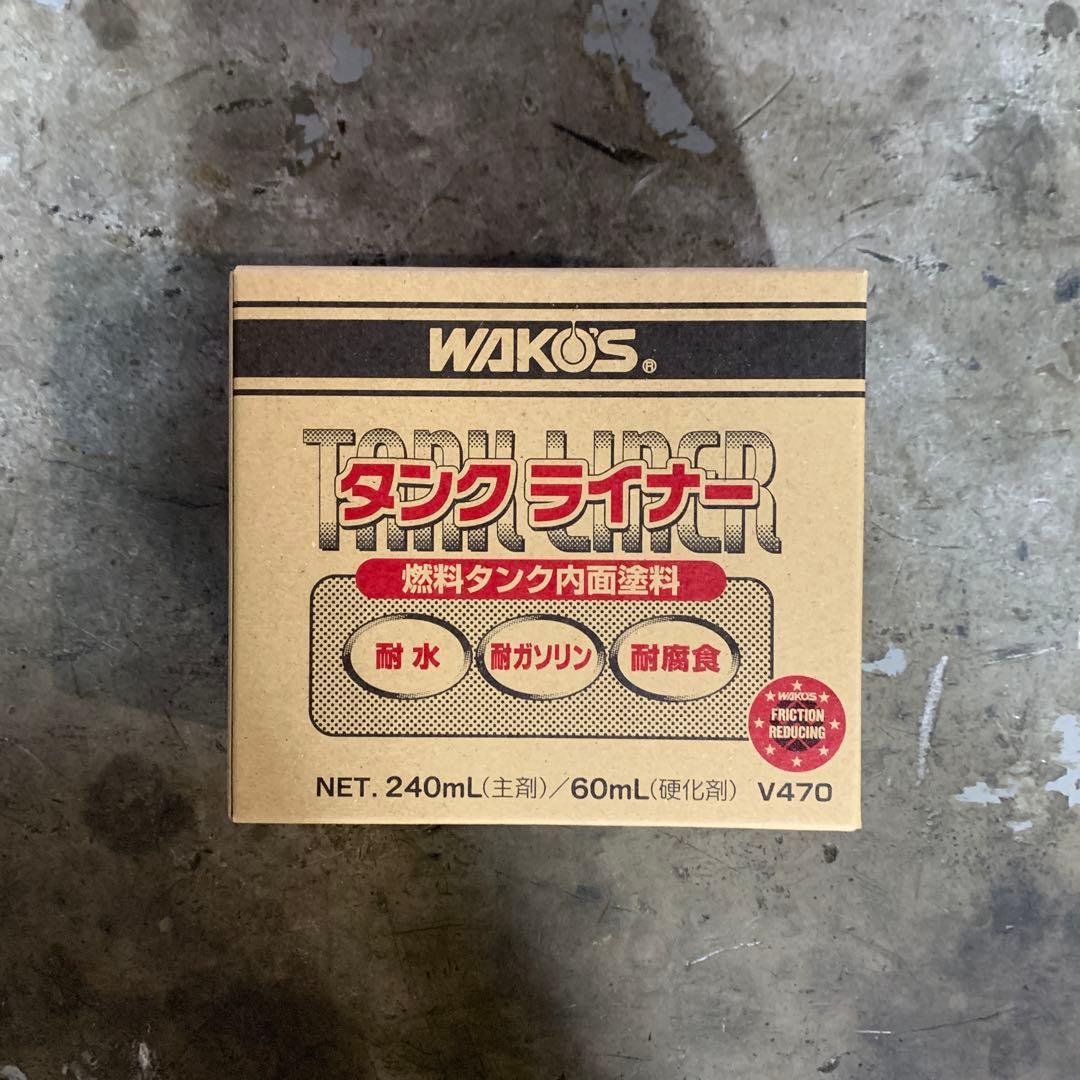 WAKO'S®
TANK LINER
タンク ライナー
燃料タンク内面塗料
耐水 耐ガソリン 耐腐食
WAKO'S
FRICTION
REDUCING
NET. 240mL(主剤)/60mL(硬化剤) V470